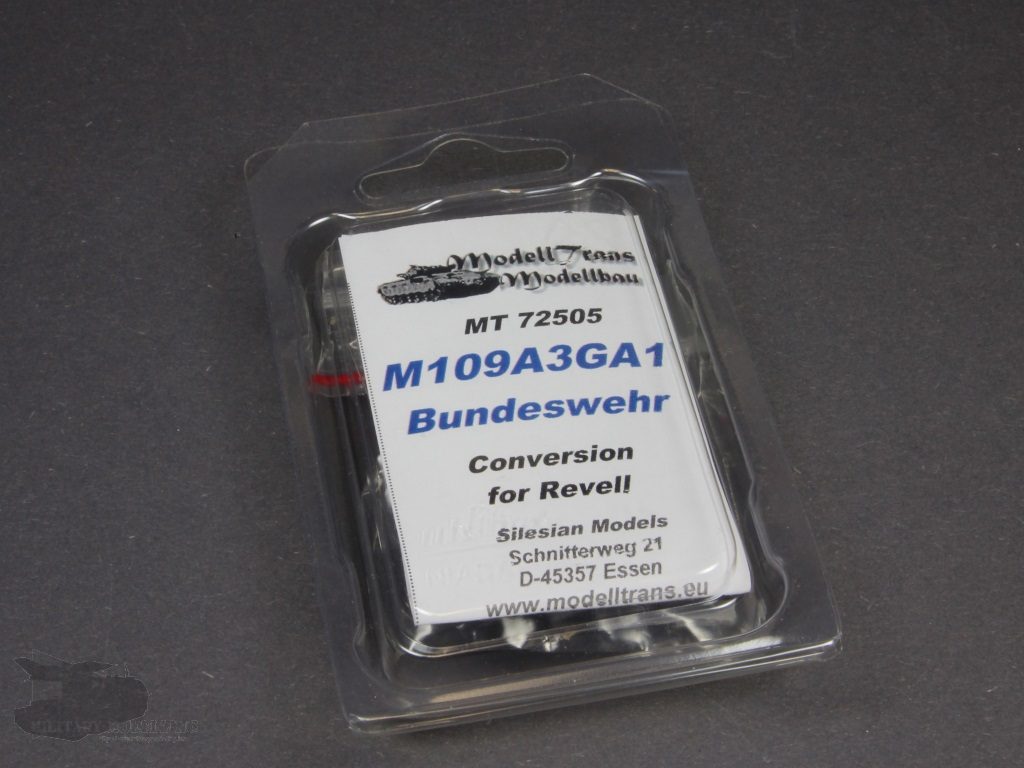 ModellTrans
Modellbau
MT 72505
M109A3GA1
Bundeswehr
Conversion
for Revell
Silesian Models
Schnitterweg 21
D-45357 Essen
www.modelltrans.eu